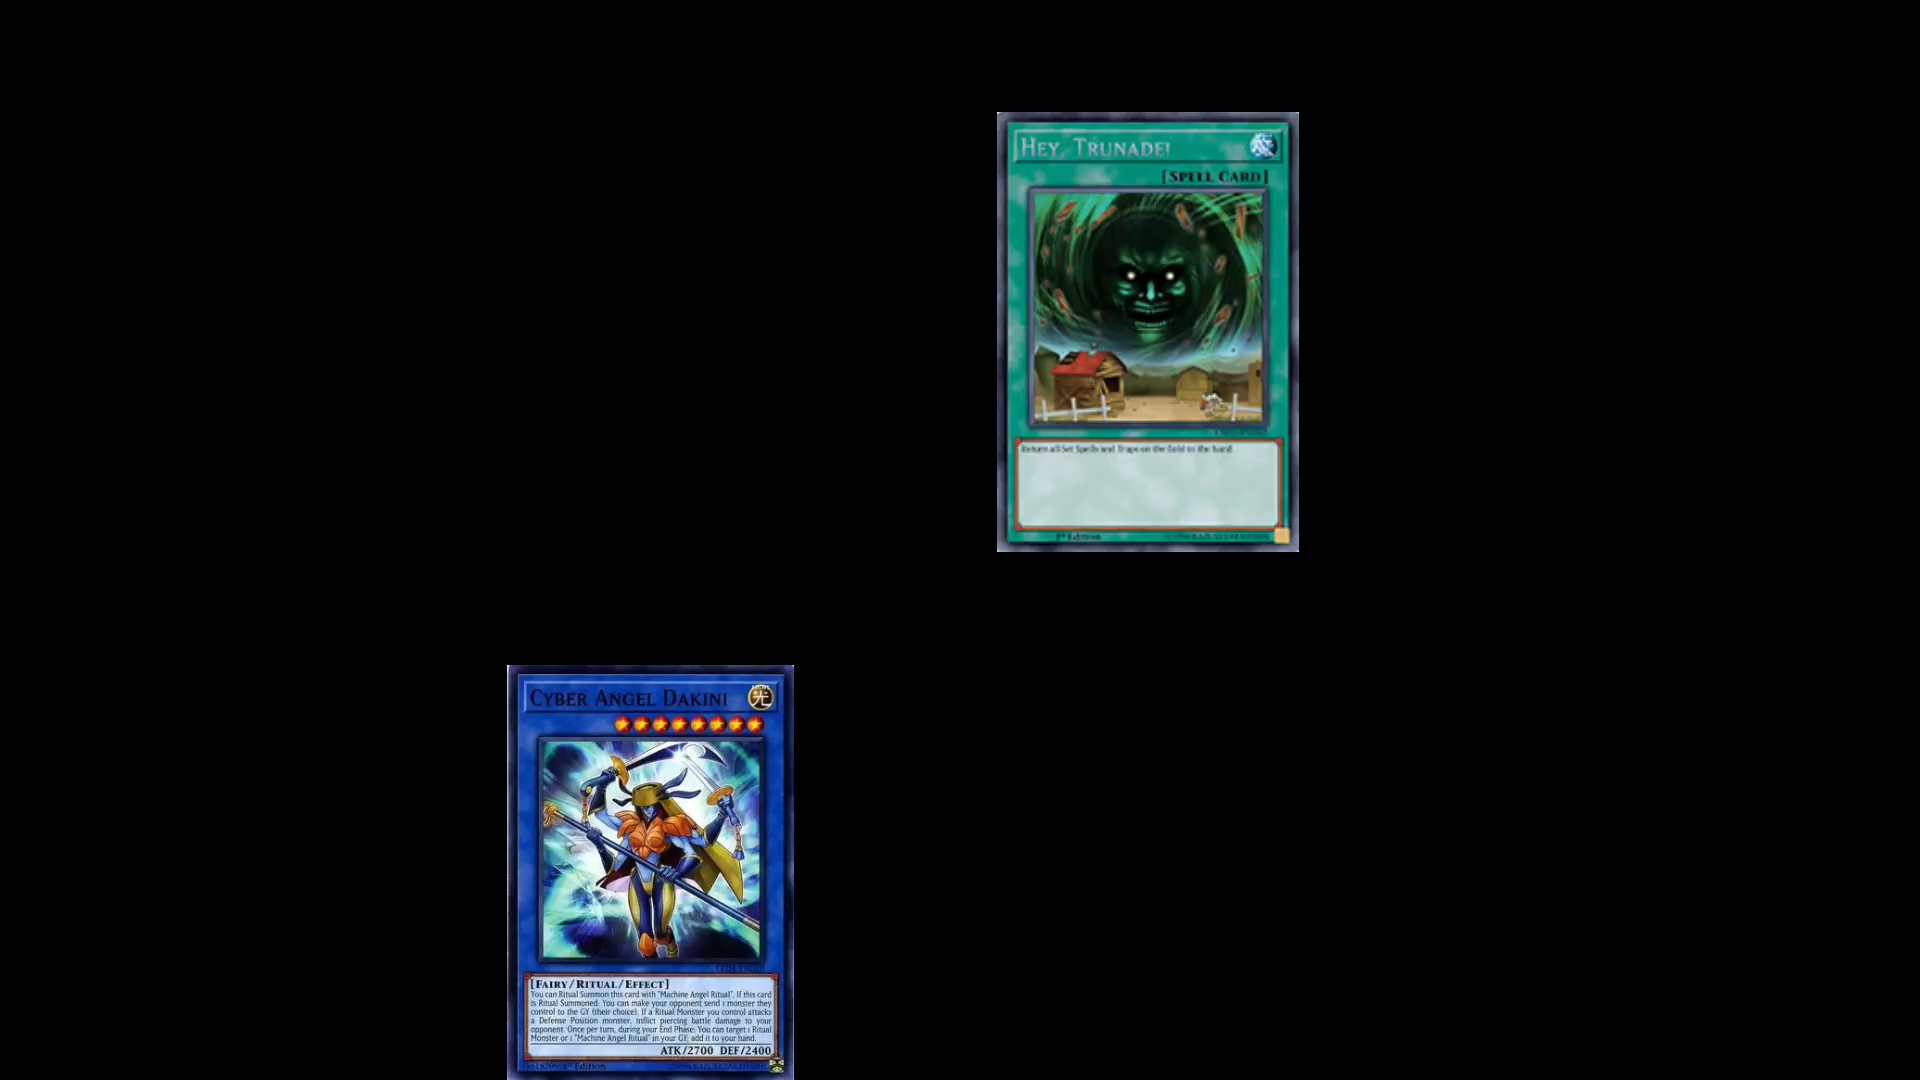 HEY, TRUNADE!
[SPELL CARD]
Return all Set Spells and Traps on the field to the hand.
1st Edition
CYBER ANGEL DAKINI
[FAIRY/RITUAL/EFFECT]
You can Ritual Summon this card with "Machine Angel Ritual". If this card
is Ritual Summoned: You can make your opponent send 1 monster they
control to the GY (their choice). If a Ritual Monster you control attacks
a Defense Position monster, inflict piercing battle damage to your
opponent. Once per turn, during your End Phase: You can target 1 Ritual
Monster or 1 "Machine Angel Ritual" in your GY; add it to your hand.
ATK/2700 DEF/2400
1st Edition